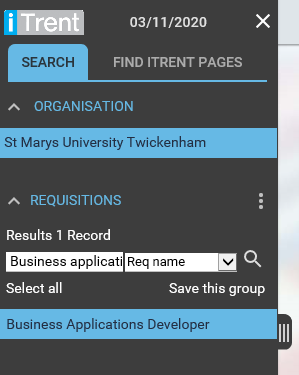 iTrent 03/11/2020
SEARCH FIND ITRENT PAGES
ORGANISATION
St Marys University Twickenham
REQUISITIONS
Results 1 Record
Business applicati Req name
Select all Save this group
Business Applications Developer